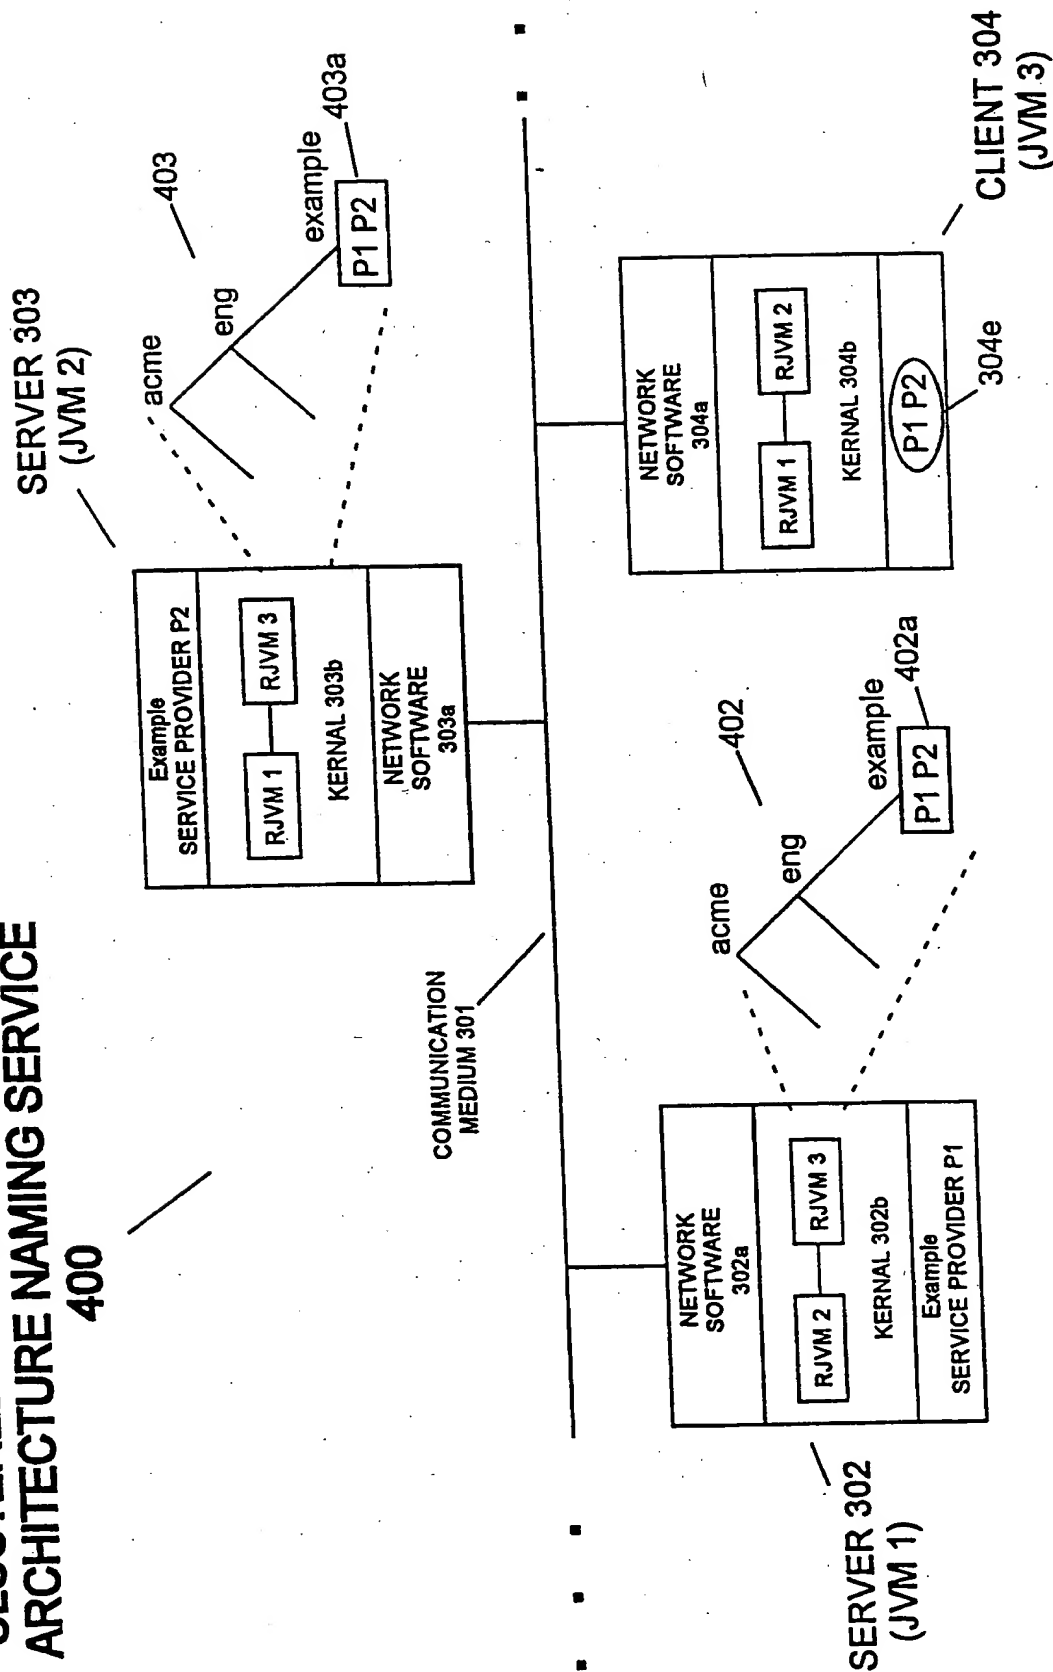 ARCHITECTURE NAMING SERVICE
400
SERVER 303
(JVM 2)
Example
SERVICE PROVIDER P2
RJVM 1
RJVM 3
KERNAL 303b
NETWORK
SOFTWARE
303a
acme
eng
403
example
403a
P1 P2
COMMUNICATION
MEDIUM 301
SERVER 302
(JVM 1)
NETWORK
SOFTWARE
302a
RJVM 2
RJVM 3
KERNAL 302b
Example
SERVICE PROVIDER P1
acme
eng
402
example
402a
P1 P2
NETWORK
SOFTWARE
304a
RJVM 1
RJVM 2
KERNAL 304b
P1 P2
304e
CLIENT 304
(JVM 3)